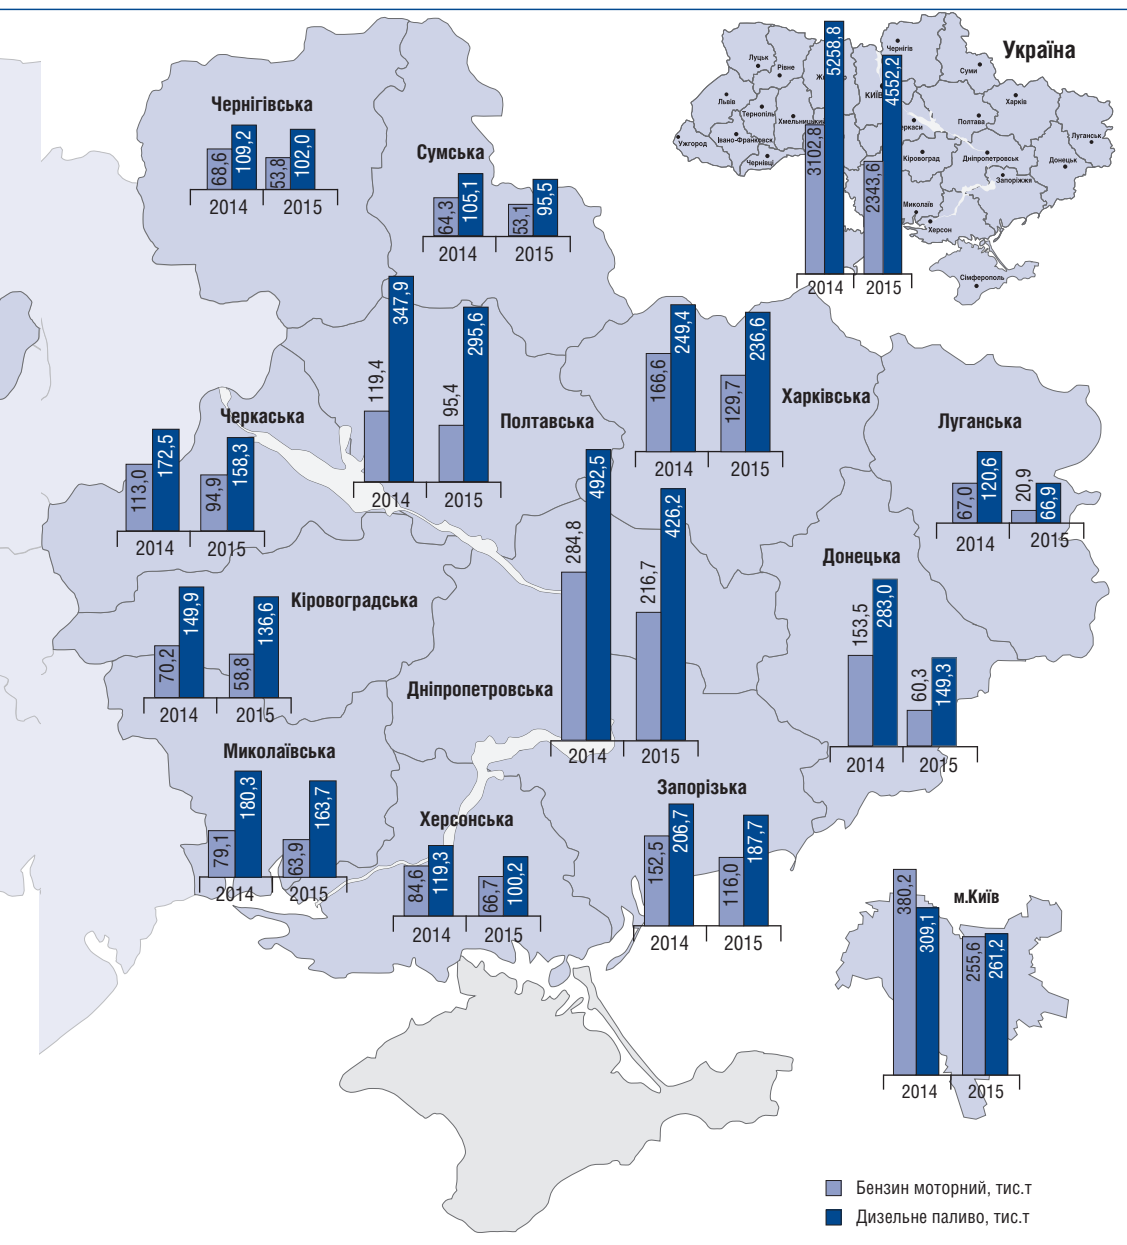 Україна
5258,8
4552,2
3102,8
2343,6
2014 2015
Луцьк
Рівне
Чернігів
Суми
КИЇВ
Львів
Тернопіль
Хмельницький
Полтава
Харків
Ужгород
Івано-Франковск
Чернівці
Кіровоград
Дніпропетровськ
Луганськ
Донецьк
Запоріжжя
Миколаїв
Херсон
Сімферополь
Чернігівська
68,6 109,2 53,8 102,0
2014 2015
Сумська
64,3 105,1 53,1 95,5
2014 2015
Полтавська
119,4 347,9 95,4 295,6
2014 2015
Харківська
166,6 249,4 129,7 236,6
2014 2015
Черкаська
113,0 172,5 94,9 158,3
2014 2015
Луганська
67,0 120,6 20,9 66,9
2014 2015
Кіровоградська
70,2 149,9 58,8 136,6
2014 2015
Дніпропетровська
284,8 492,5 216,7 426,2
2014 2015
Донецька
153,5 283,0 60,3 149,3
2014 2015
Миколаївська
79,1 180,3 63,9 163,7
2014 2015
Херсонська
84,6 119,3 66,7 100,2
2014 2015
Запорізька
152,5 206,7 116,0 187,7
2014 2015
м.Київ
380,2 309,1 255,6 261,2
2014 2015
Бензин моторний, тис.т
Дизельне паливо, тис.т